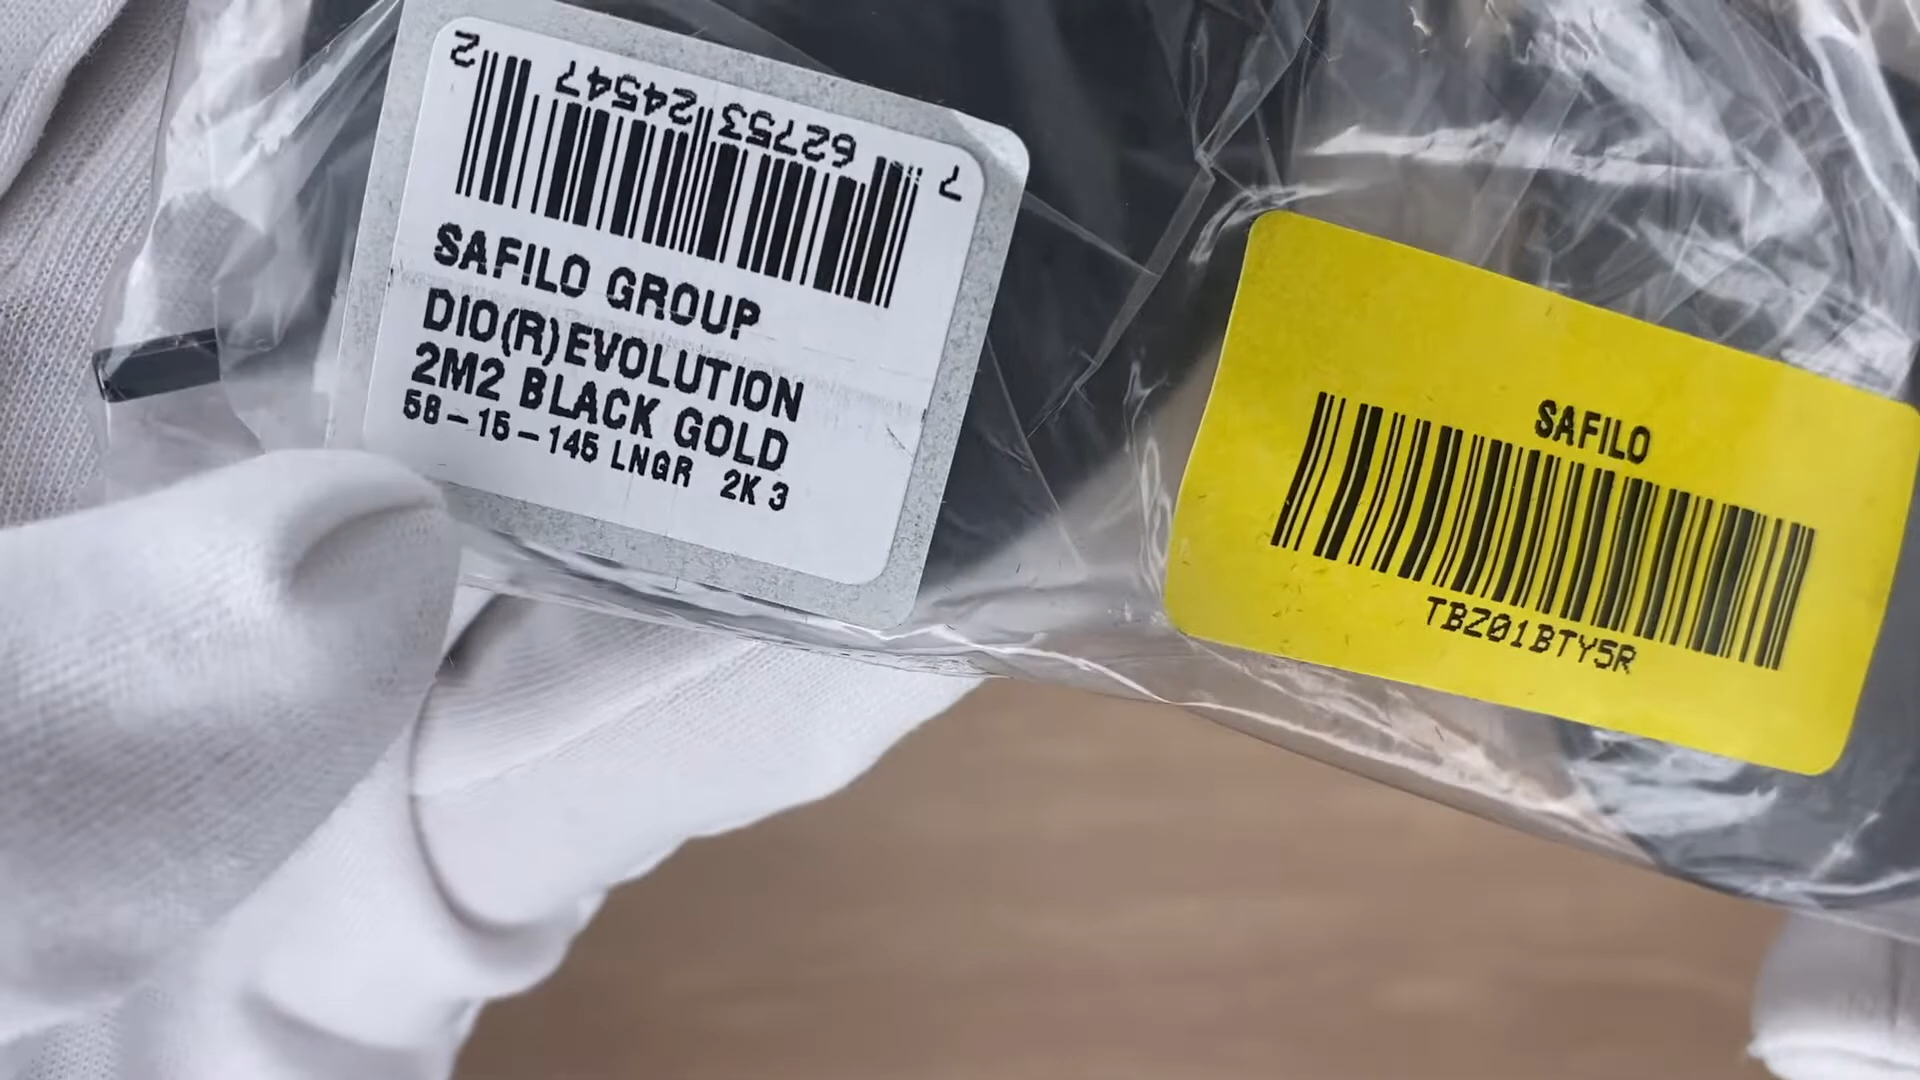 7 62753 24547 2
SAFILO GROUP
DIO(R)EVOLUTION
2M2 BLACK GOLD
58-15-145 LNGR 2K 3
SAFILO
TBZ01BTY5R